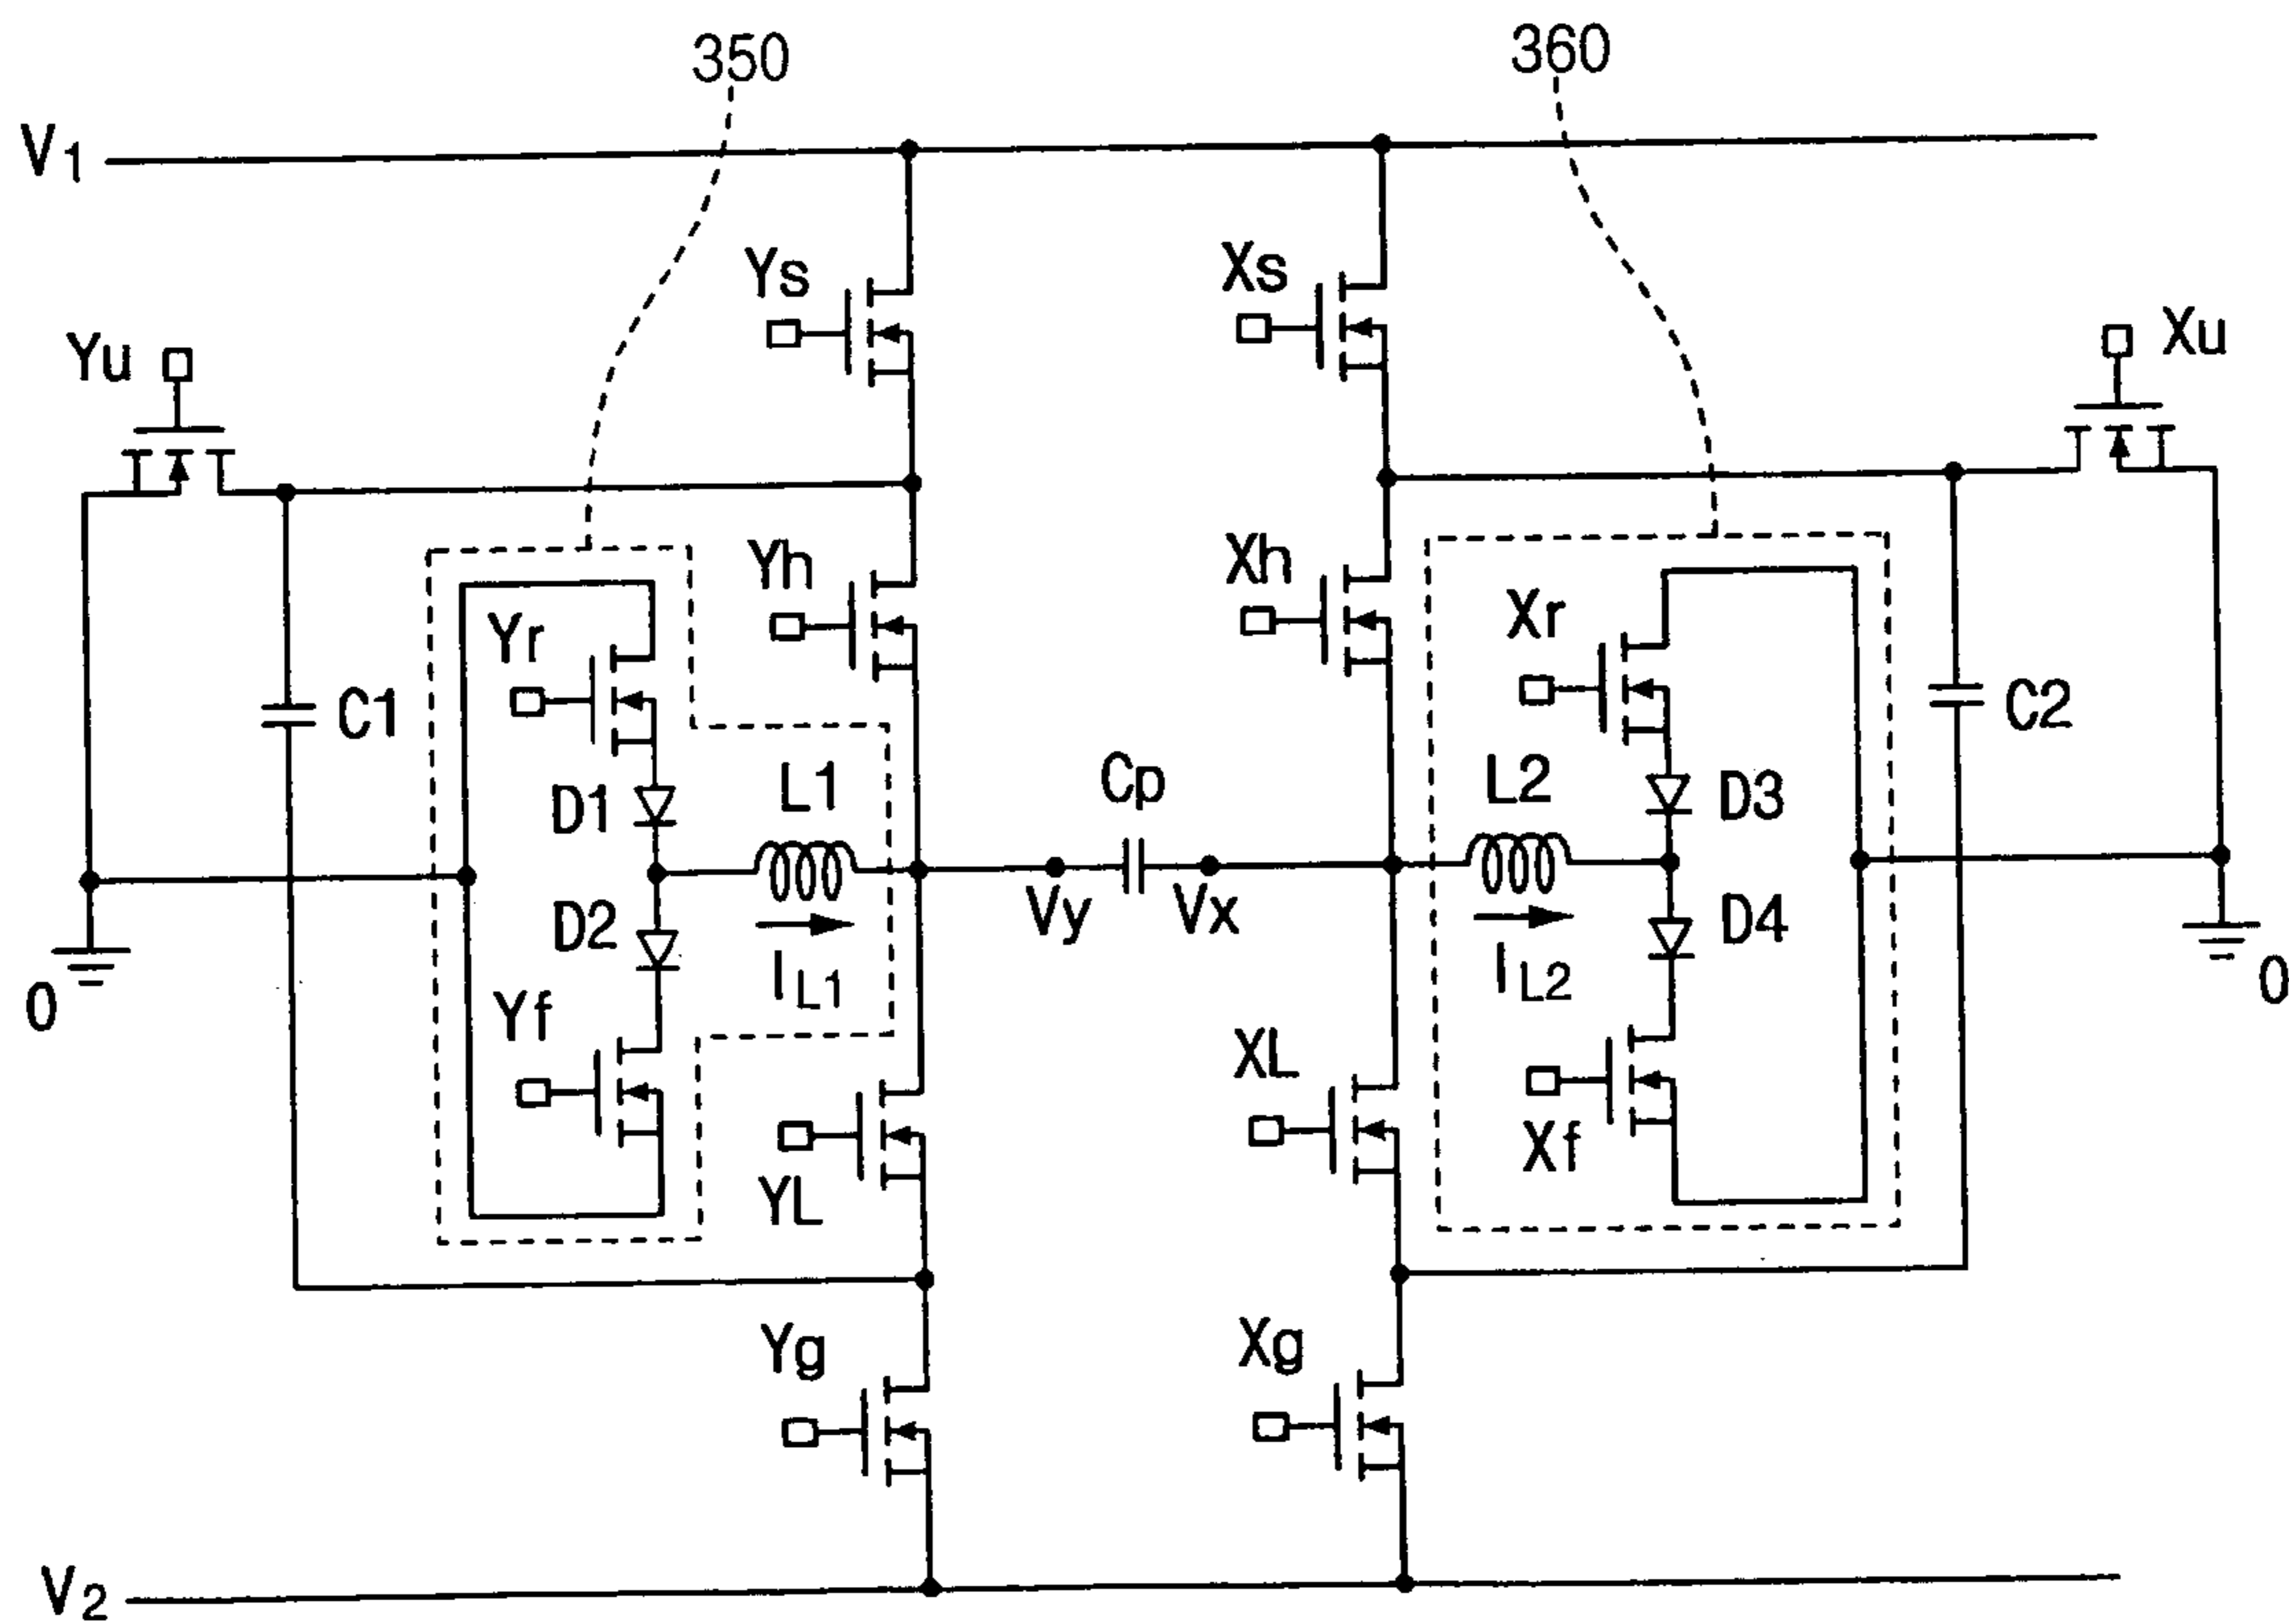 350
360
V1
Ys
Xs
Yu
Xu
Yh
Xh
Yr
Xr
C1
C2
L1
Cp
L2
D1
D3
D2
Vy
Vx
D4
IL1
IL2
0
0
Yf
XL
Xf
YL
Yg
Xg
V2